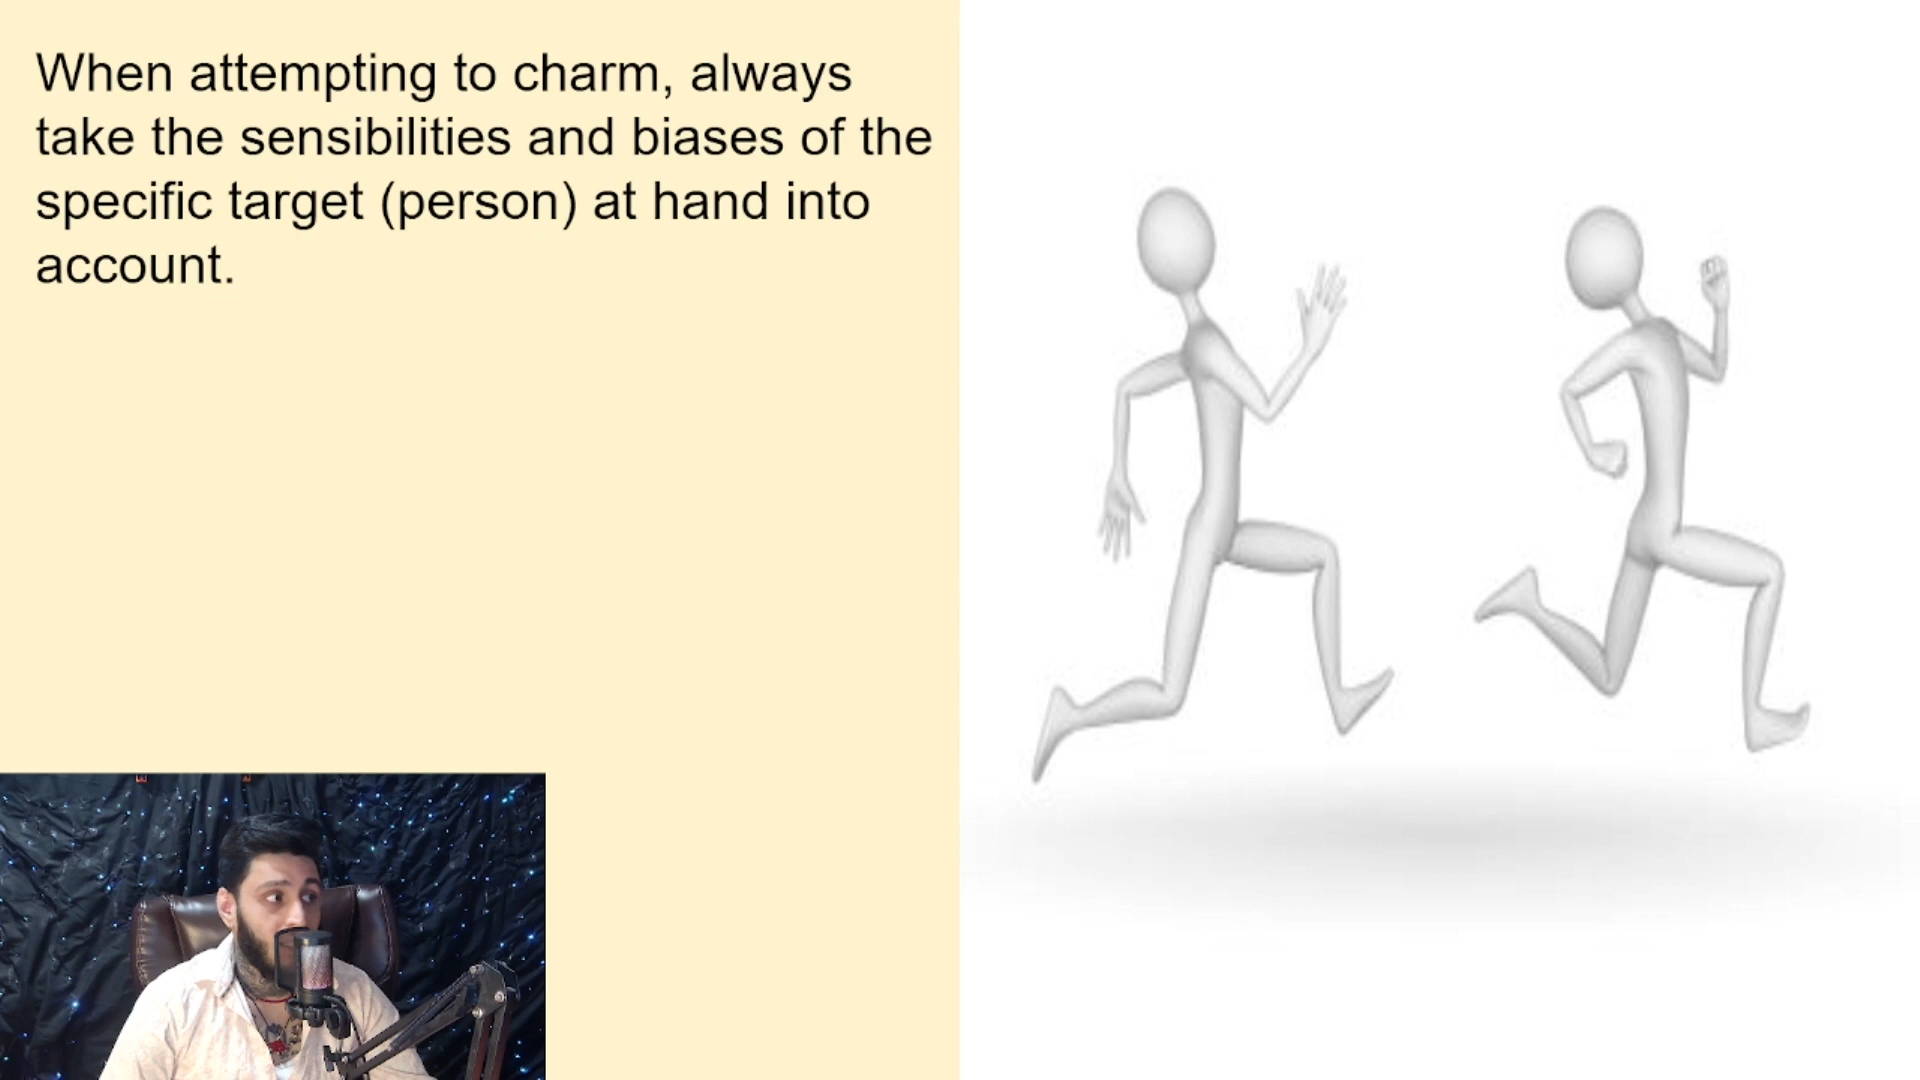 When attempting to charm, always
take the sensibilities and biases of the
specific target (person) at hand into
account.